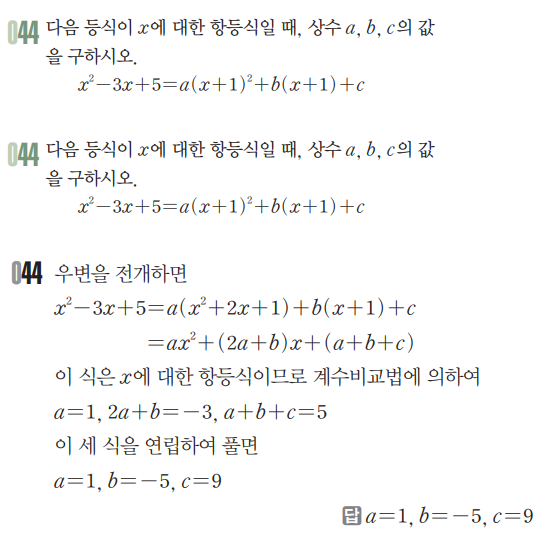 044 다음 등식이 x에 대한 항등식일 때, 상수 a, b, c의 값
을 구하시오.
x²−3x+5=a(x+1)²+b(x+1)+c
044 다음 등식이 x에 대한 항등식일 때, 상수 a, b, c의 값
을 구하시오.
x²−3x+5=a(x+1)²+b(x+1)+c
044 우변을 전개하면
x²−3x+5=a(x²+2x+1)+b(x+1)+c
=ax²+(2a+b)x+(a+b+c)
이 식은 x에 대한 항등식이므로 계수비교법에 의하여
a=1, 2a+b=−3, a+b+c=5
이 세 식을 연립하여 풀면
a=1, b=−5, c=9
답 a=1, b=−5, c=9